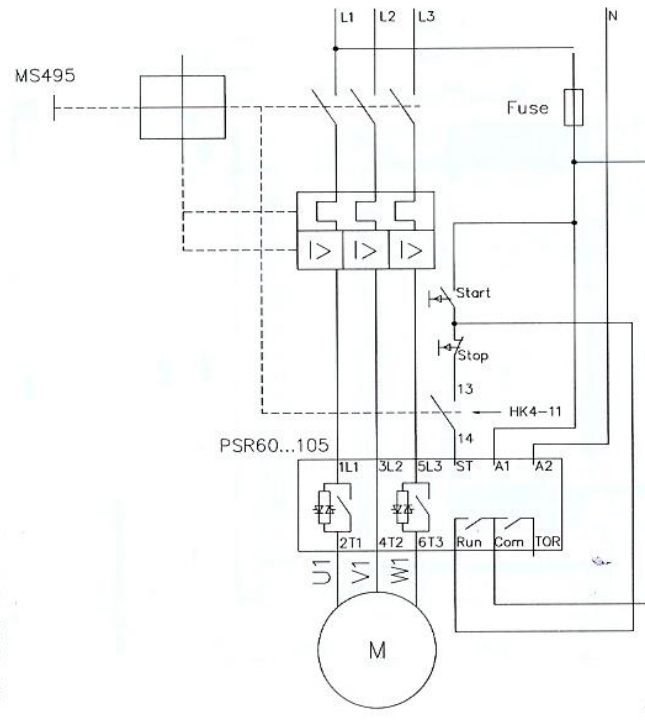 L1 L2 L3 N
MS495
Fuse
I> I> I>
Start
Stop
13
HK4-11
14
PSR60...105
1L1 3L2 5L3 ST A1 A2
2T1 4T2 6T3 Run Com TOR
U1 V1 W1
M